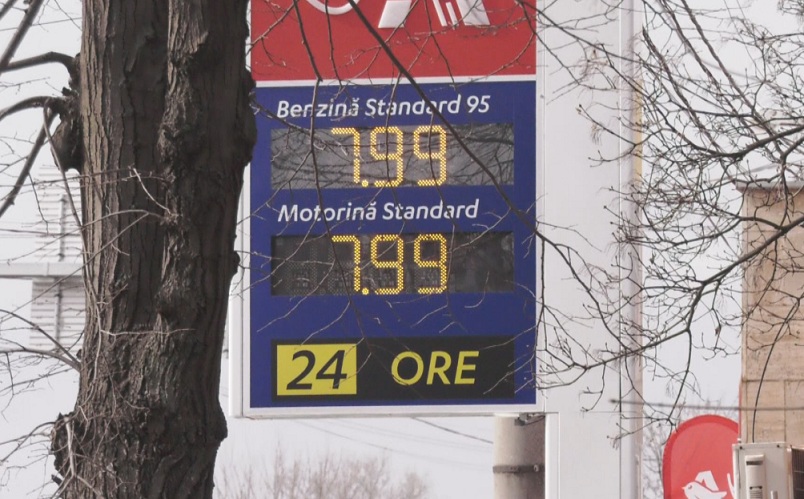 Benzină Standard 95
7.99
Motorină Standard
7.99
24 ORE